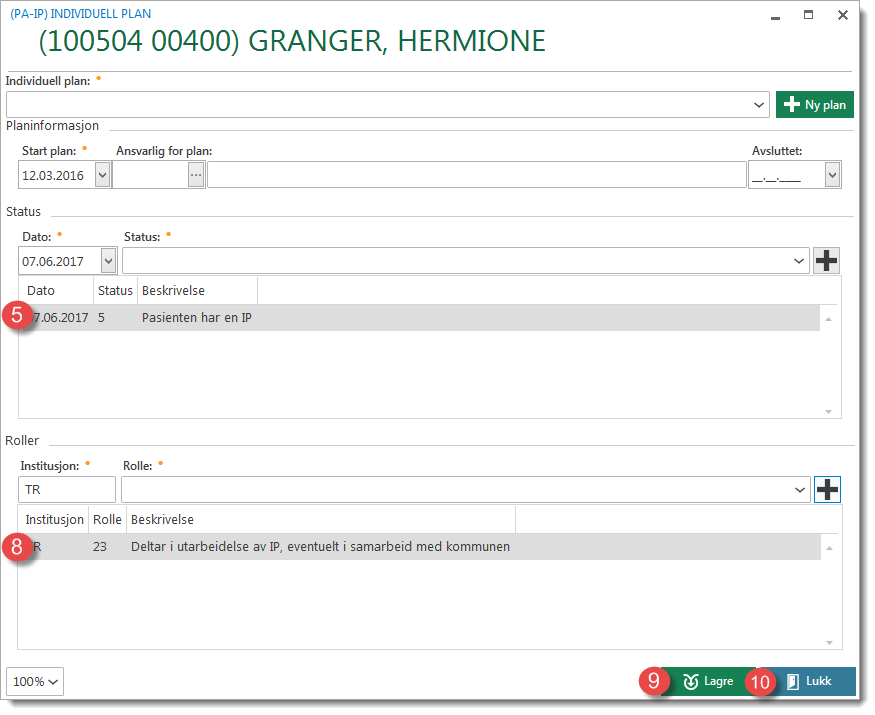 (PA-IP) INDIVIDUELL PLAN
(100504 00400) GRANGER, HERMIONE
Individuell plan: *
Ny plan
Planinformasjon
Start plan: * Ansvarlig for plan: Avsluttet:
12.03.2016 ... __.__.____
Status
Dato: * Status: *
07.06.2017
Dato Status Beskrivelse
5 7.06.2017 5 Pasienten har en IP
Roller
Institusjon: * Rolle: *
TR
Institusjon Rolle Beskrivelse
8 R 23 Deltar i utarbeidelse av IP, eventuelt i samarbeid med kommunen
100% 9 Lagre 10 Lukk